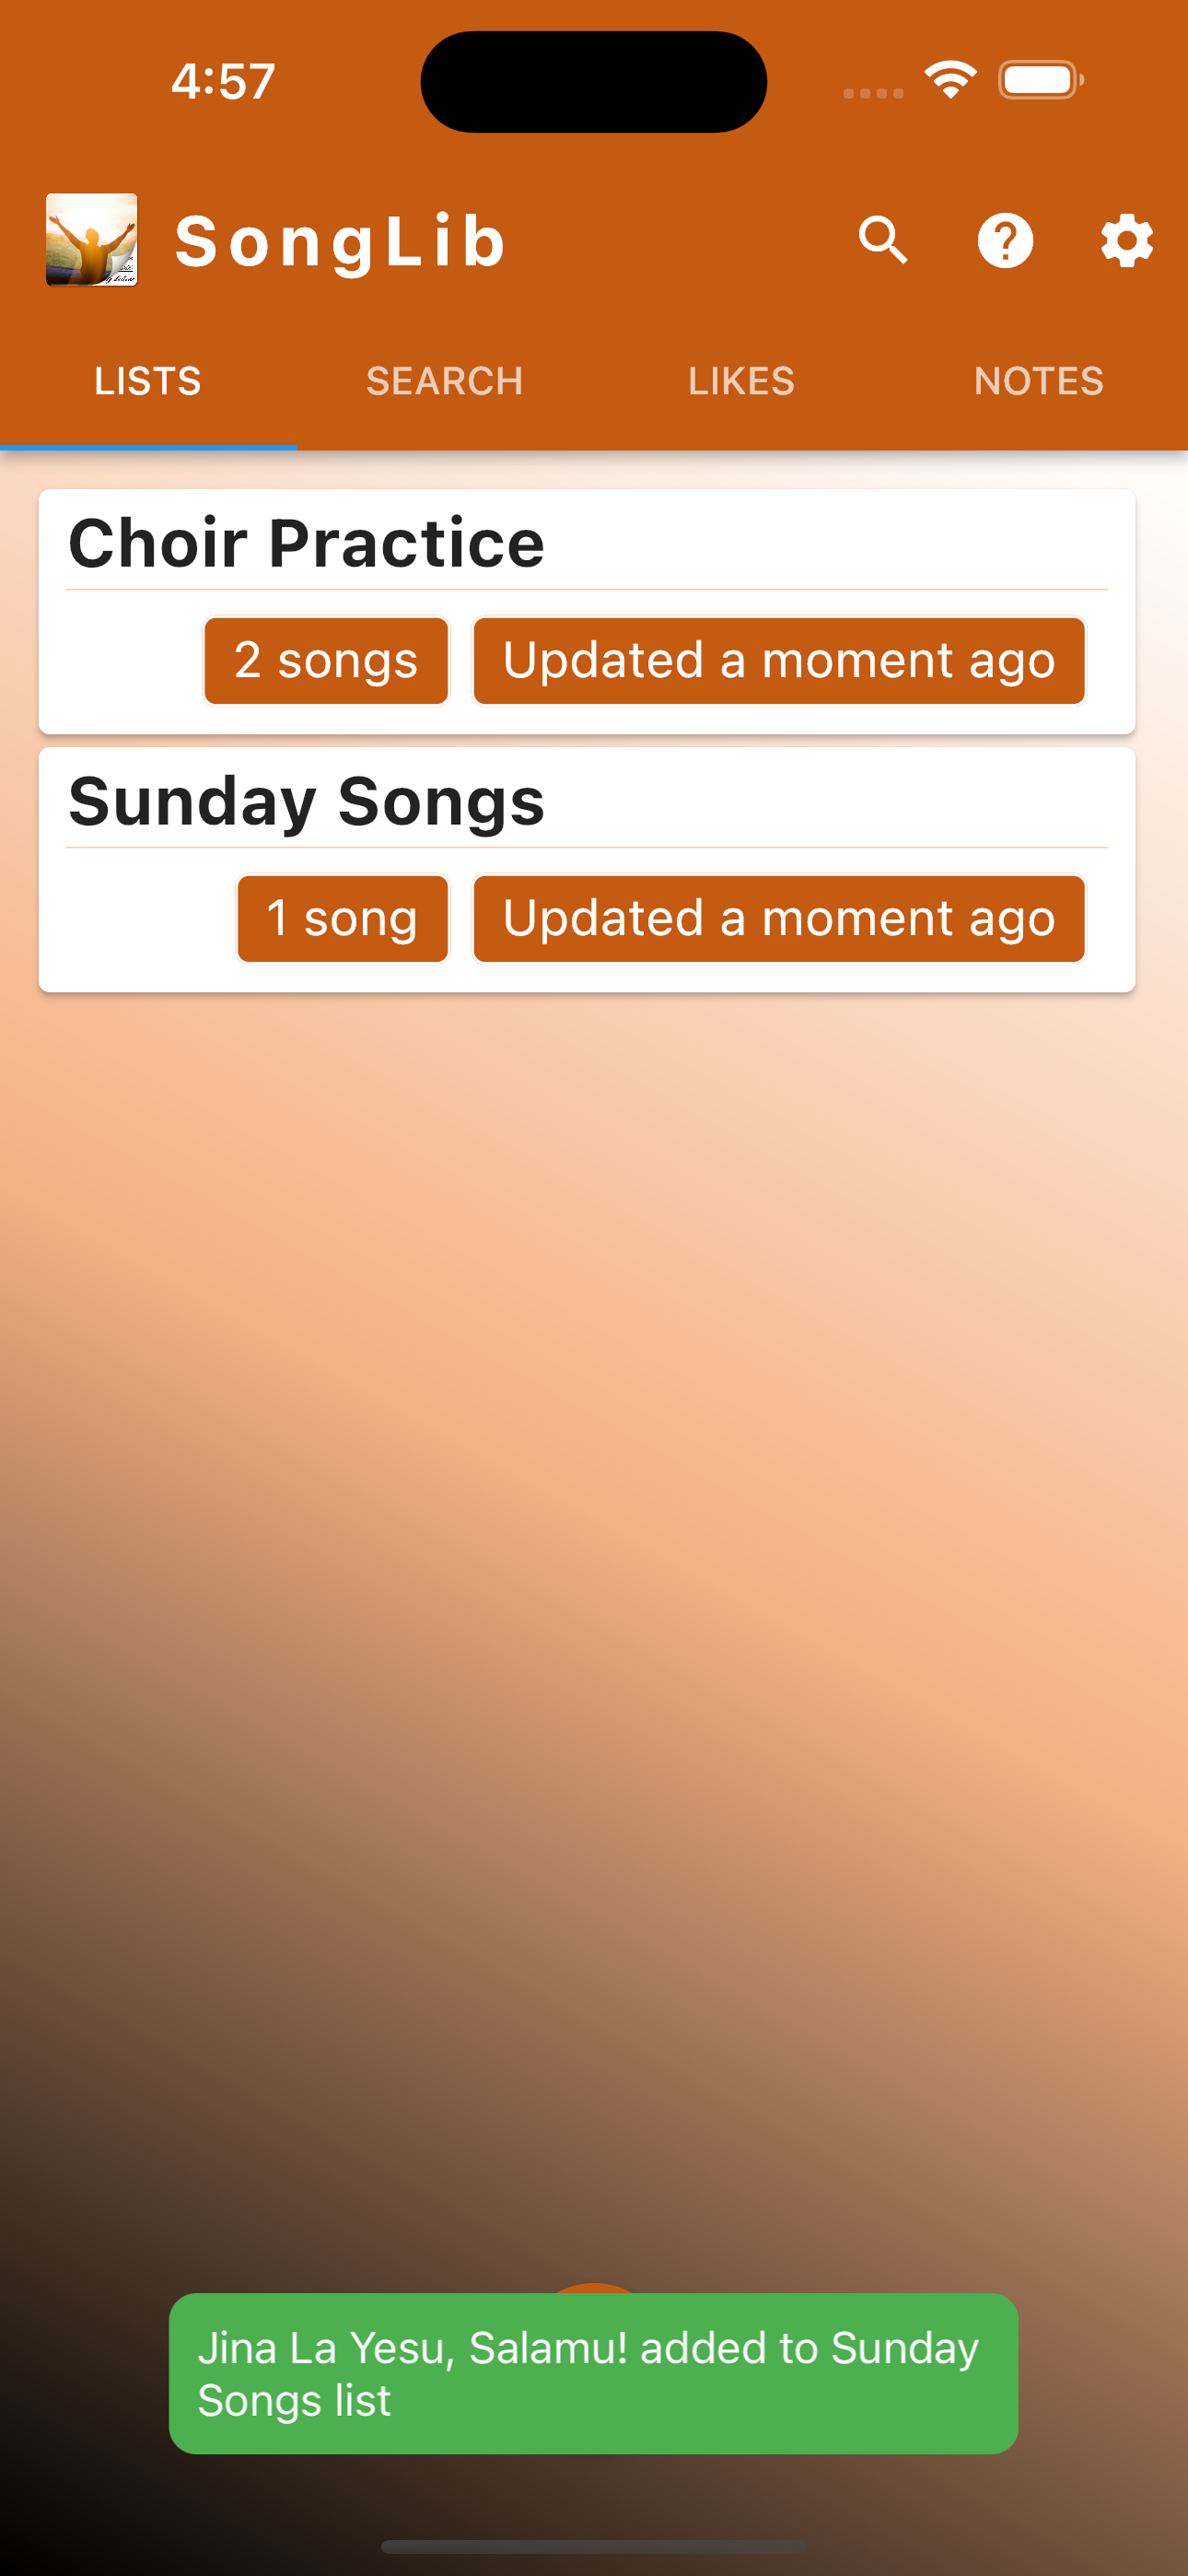 4:57
SongLib
LISTS SEARCH LIKES NOTES
Choir Practice
2 songs Updated a moment ago
Sunday Songs
1 song Updated a moment ago
Jina La Yesu, Salamu! added to Sunday
Songs list